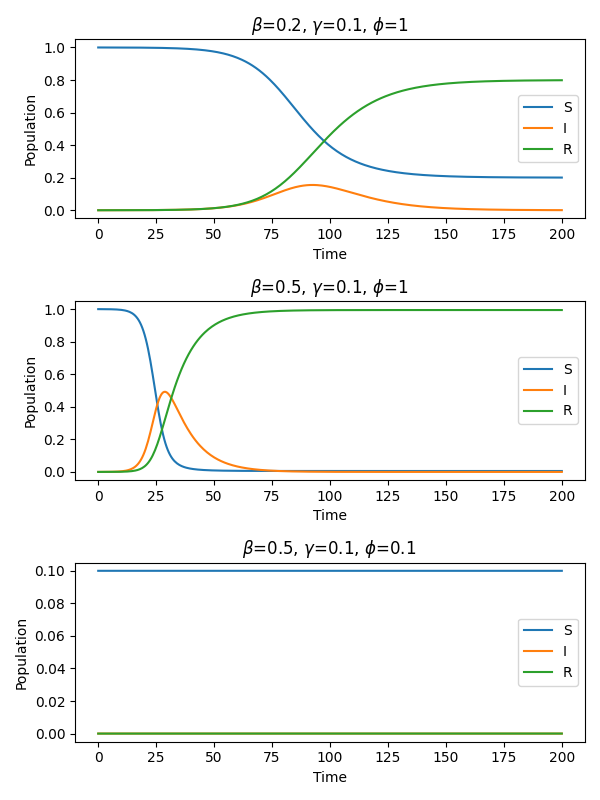 β=0.2, γ=0.1, ϕ=1
1.0
0.8
0.6
0.4
0.2
0.0
Population
S
I
R
0 25 50 75 100 125 150 175 200
Time
β=0.5, γ=0.1, ϕ=1
1.0
0.8
0.6
0.4
0.2
0.0
Population
S
I
R
0 25 50 75 100 125 150 175 200
Time
β=0.5, γ=0.1, ϕ=0.1
0.10
0.08
0.06
0.04
0.02
0.00
Population
S
I
R
0 25 50 75 100 125 150 175 200
Time